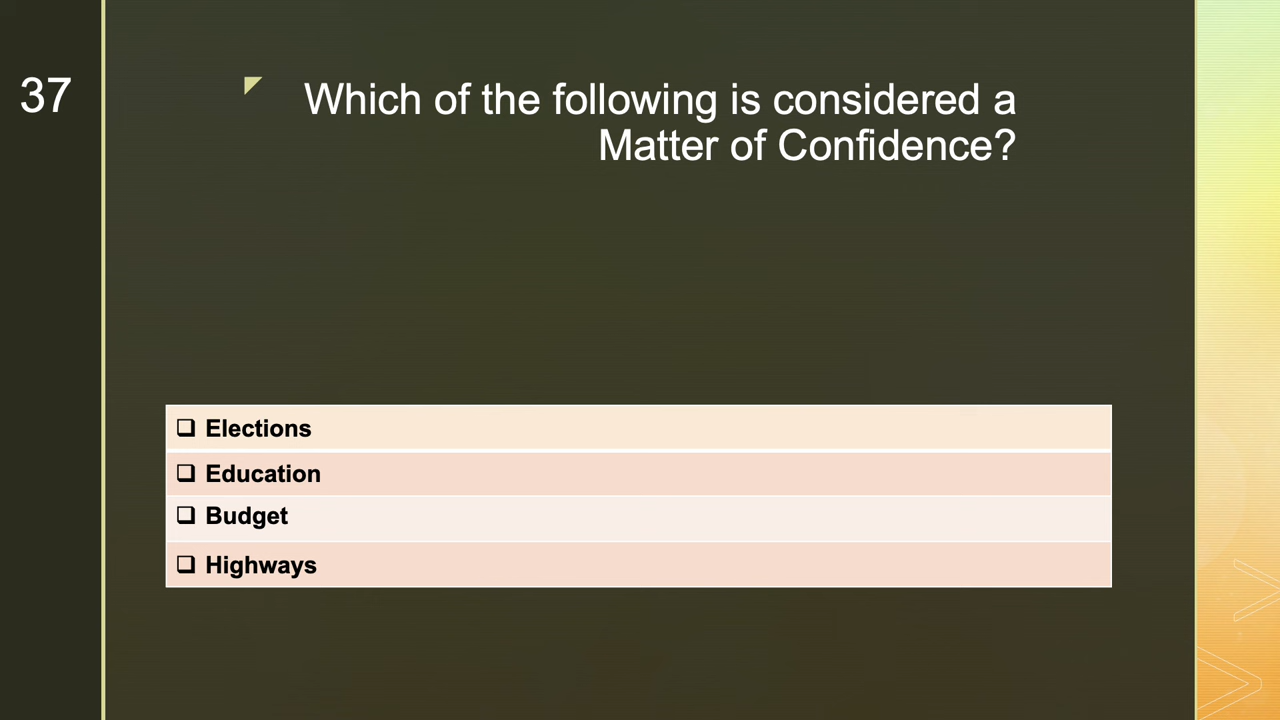 37
Which of the following is considered a
Matter of Confidence?
❑ Elections
❑ Education
❑ Budget
❑ Highways